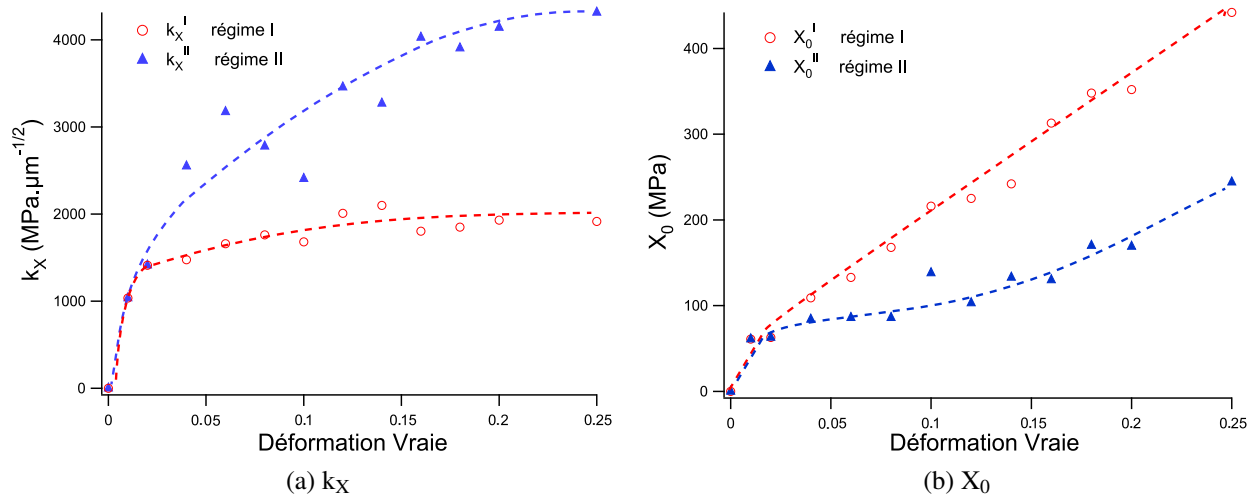 4000
3000
2000
1000
0
k_X (MPa.µm^{-1/2})
k_X^I régime I
k_X^{II} régime II
0 0.05 0.1 0.15 0.2 0.25
Déformation Vraie
(a) k_X
400
300
200
100
0
X_0 (MPa)
X_0^I régime I
X_0^{II} régime II
0 0.05 0.1 0.15 0.2 0.25
Déformation Vraie
(b) X_0